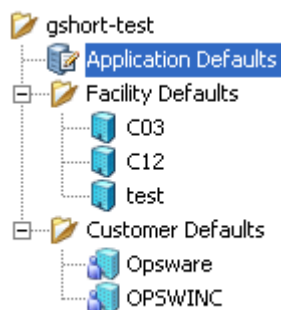 gshort-test
Application Defaults
Facility Defaults
C03
C12
test
Customer Defaults
Opsware
OPSWINC